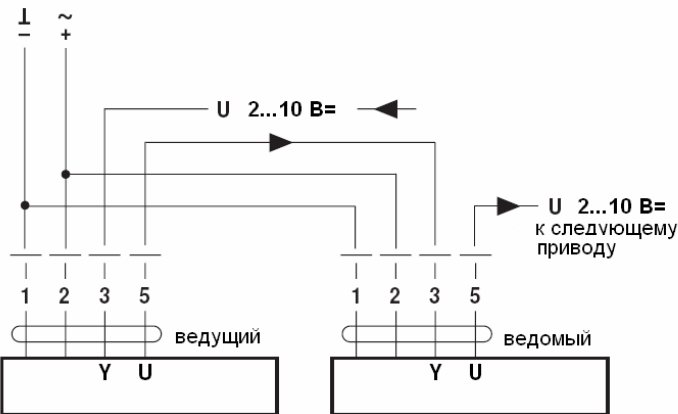 ⊥ ~
− +
U 2...10 В=
U 2...10 В=
к следующему
приводу
1 2 3 5
1 2 3 5
ведущий
ведомый
Y U
Y U